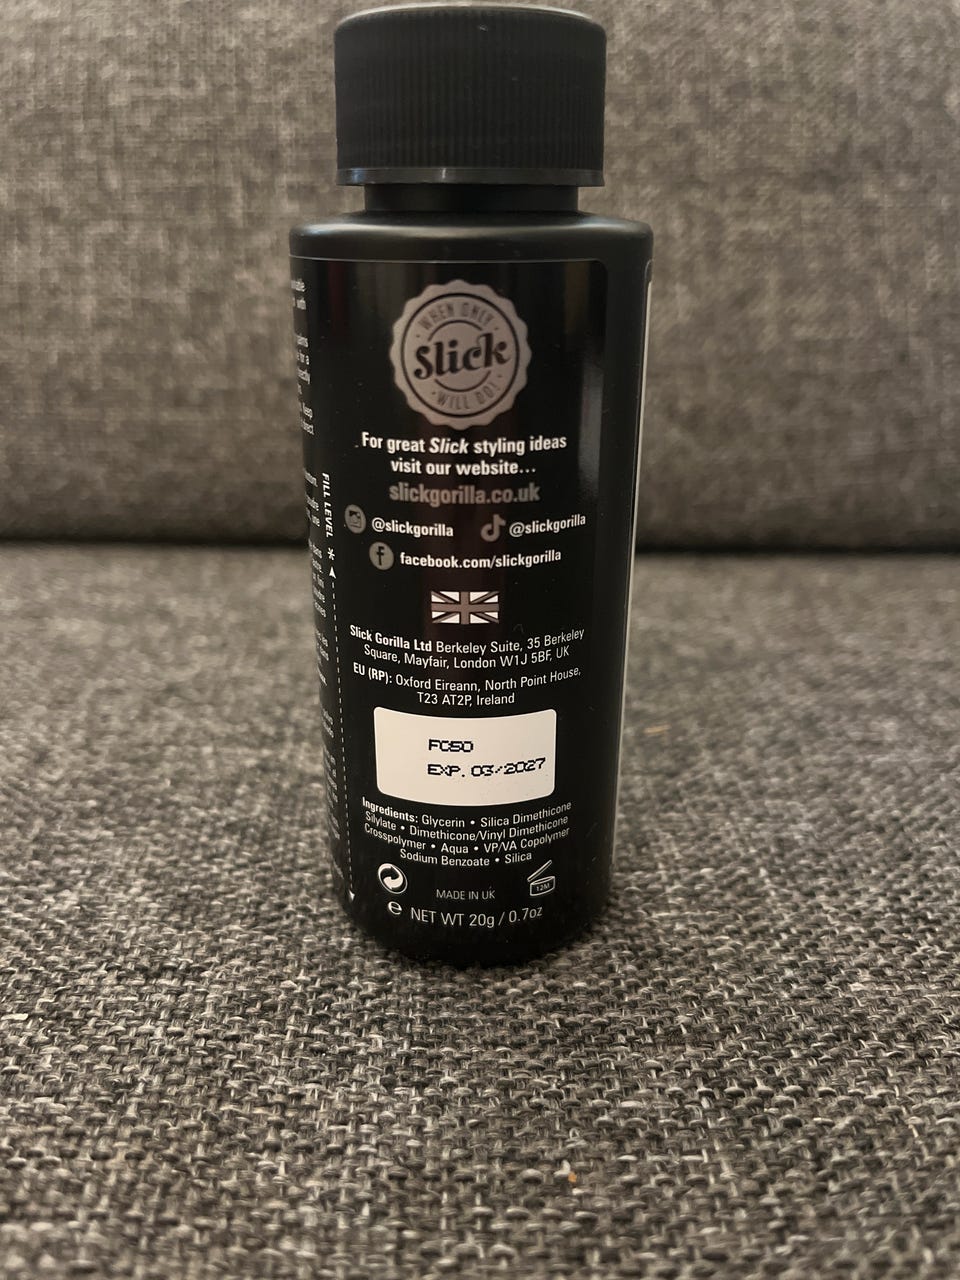 WHEN ONLY
Slick
WILL DO!
For great Slick styling ideas
visit our website...
slickgorilla.co.uk
@slickgorilla
@slickgorilla
facebook.com/slickgorilla
FILL LEVEL *
Slick Gorilla Ltd Berkeley Suite, 35 Berkeley
Square, Mayfair, London W1J 5BF, UK
EU (RP): Oxford Eireann, North Point House,
T23 AT2P, Ireland
FC50
EXP. 03/2027
Ingredients: Glycerin • Silica Dimethicone
Silylate • Dimethicone/Vinyl Dimethicone
Crosspolymer • Aqua • VP/VA Copolymer
Sodium Benzoate • Silica
12M
MADE IN UK
e NET WT 20g / 0.7oz